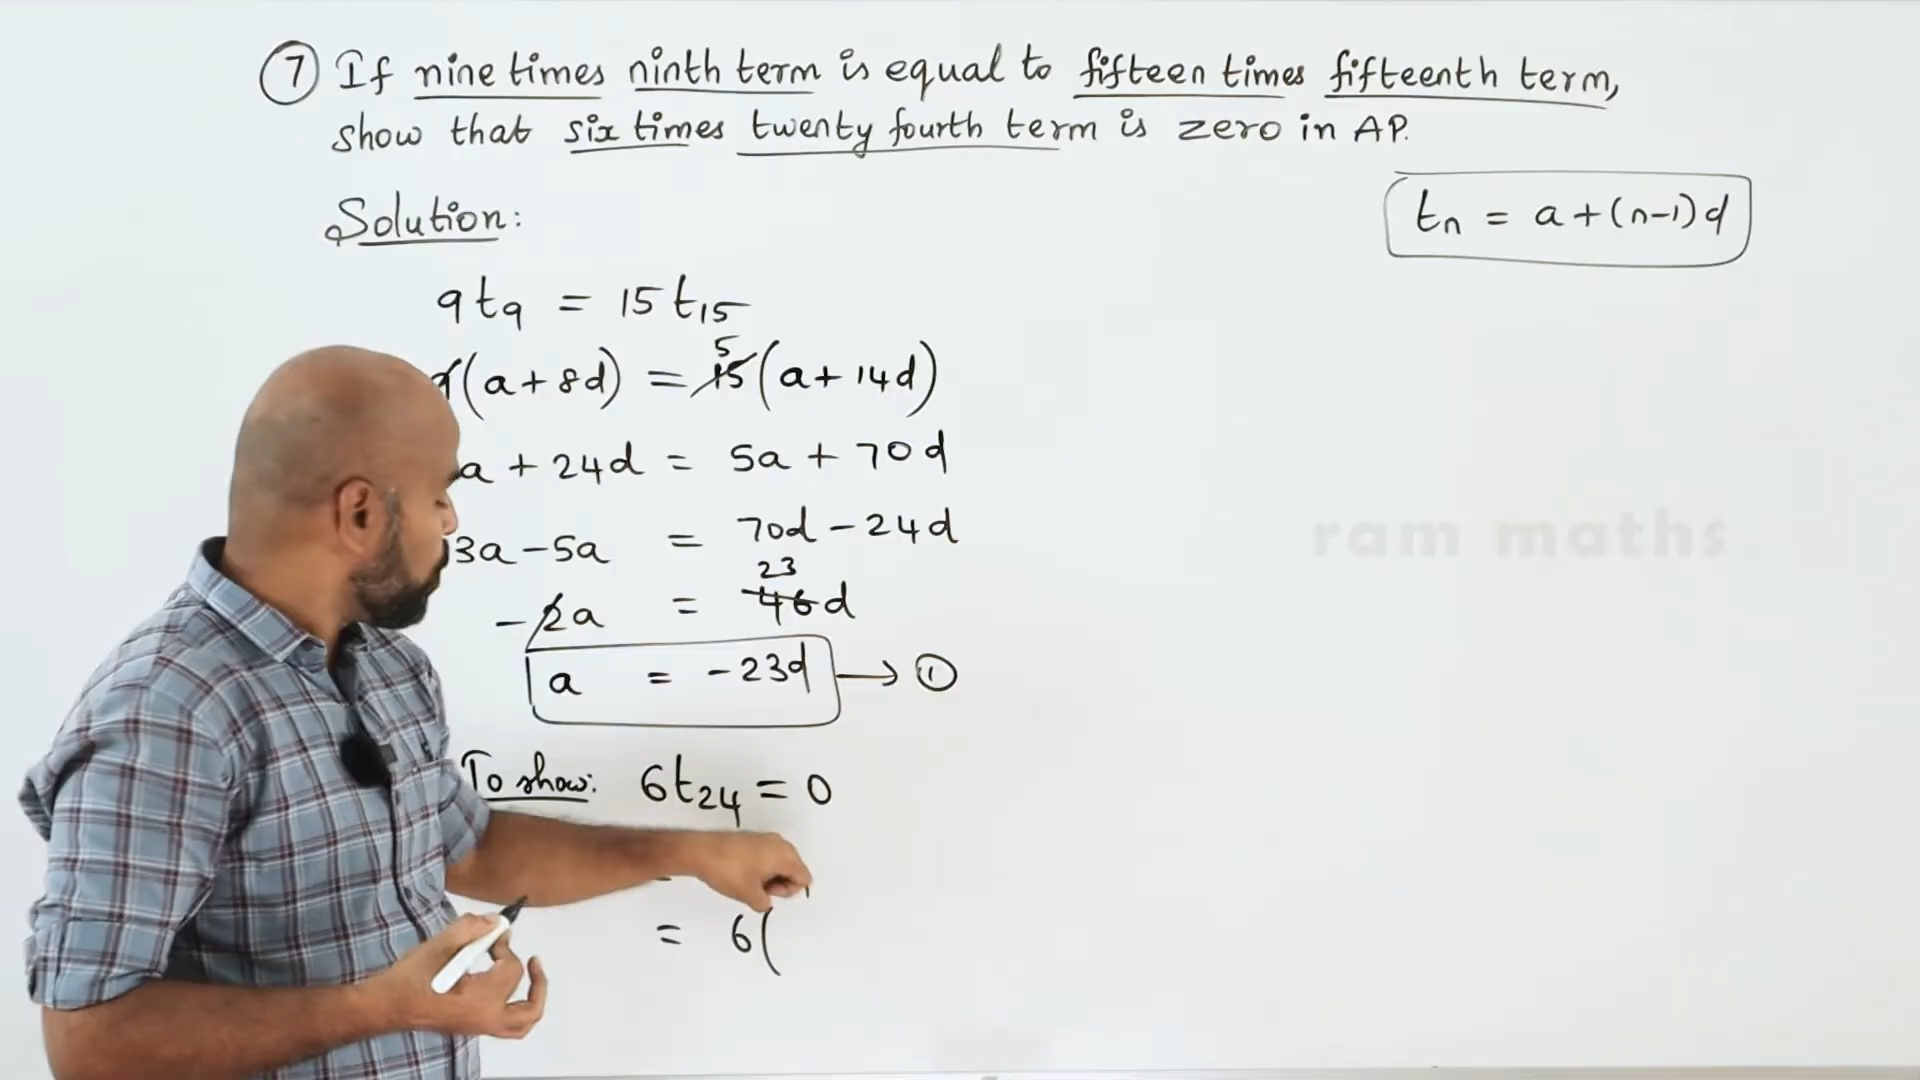 7 If nine times ninth term is equal to fifteen times fifteenth term,
show that six times twenty fourth term is zero in AP.
Solution:
tn = a+(n-1)d
9t9 = 15t15
(a+8d) = 15 5 (a+14d)
a + 24d = 5a + 70d
3a-5a = 70d-24d
-2a = 46 23 d
a = -23d → 1
To show: 6t24 = 0
= 6(
ram maths